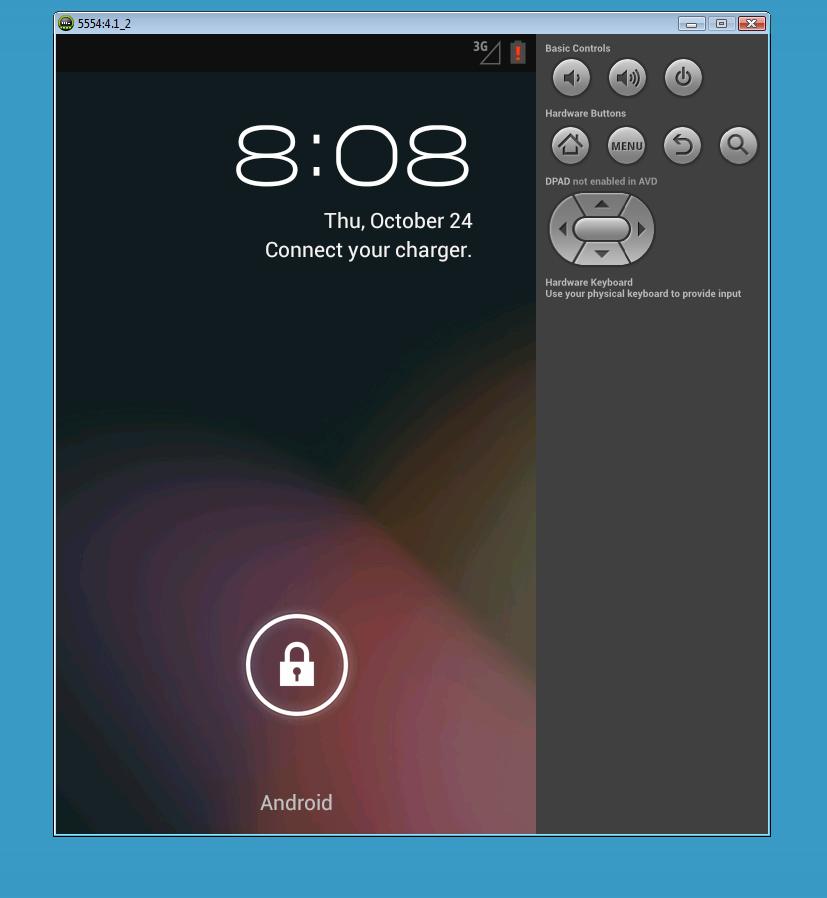 5554:4.1_2
3G
8:08
Thu, October 24
Connect your charger.
Android
Basic Controls
Hardware Buttons
MENU
DPAD not enabled in AVD
Hardware Keyboard
Use your physical keyboard to provide input